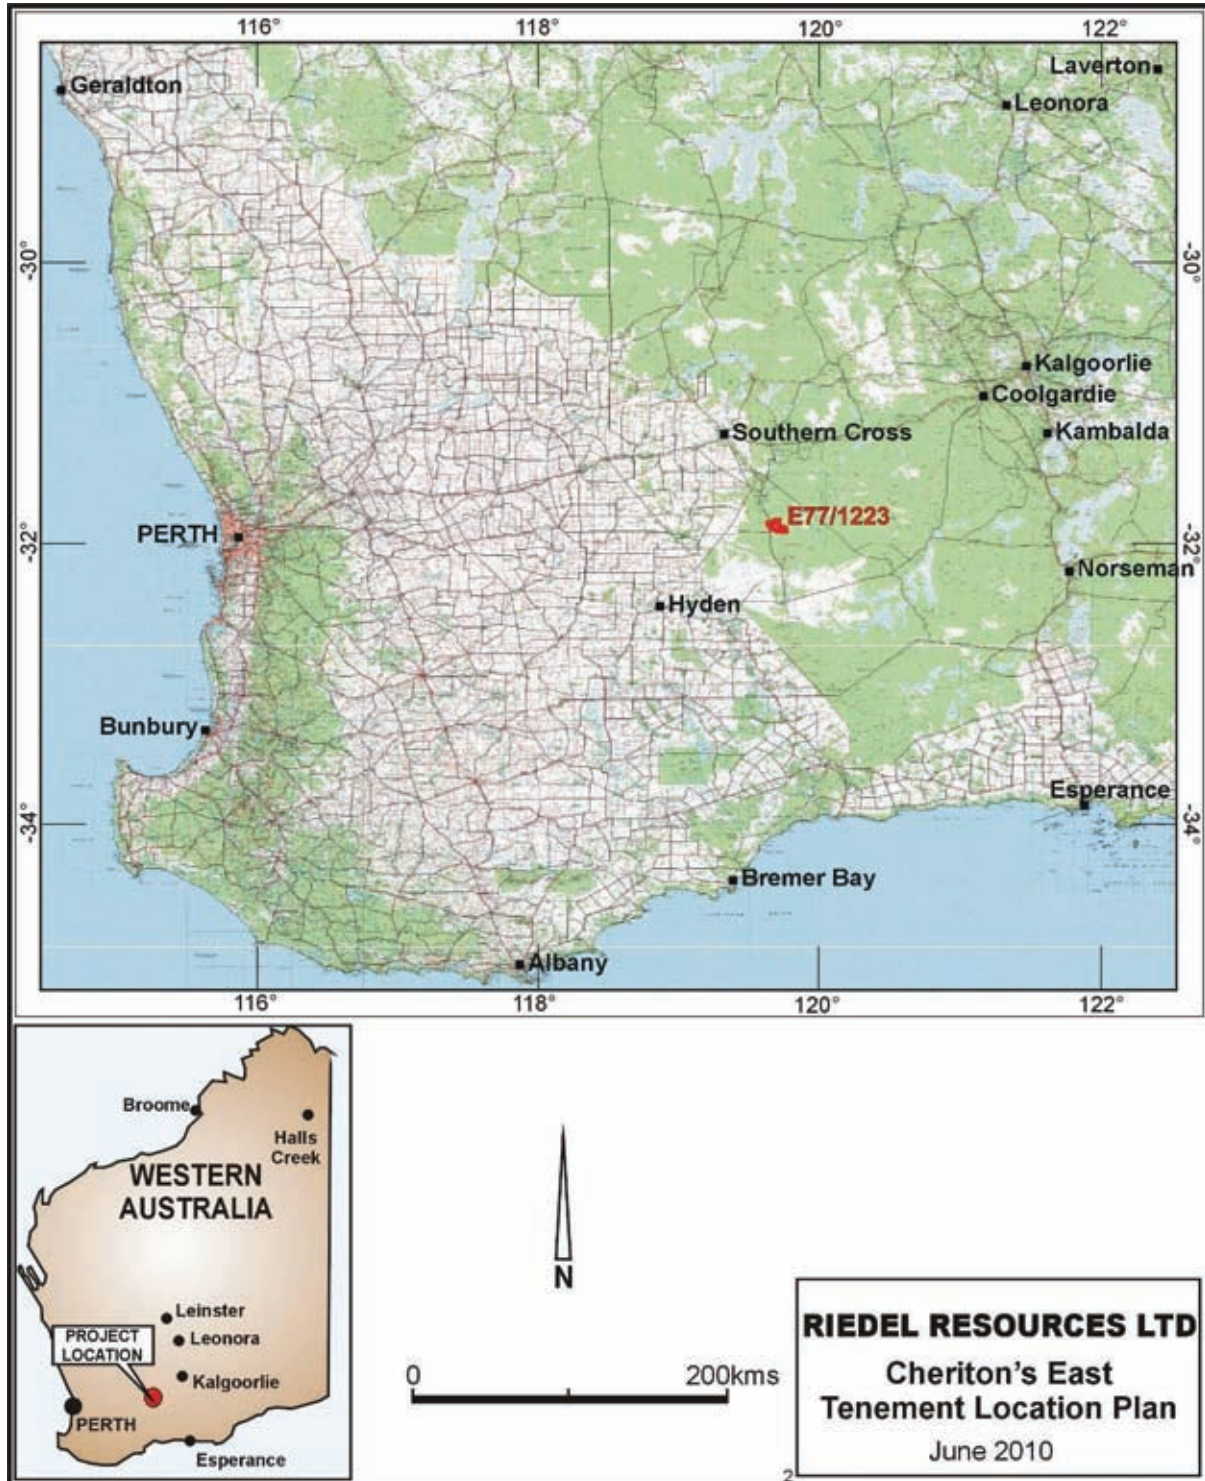 116°
118°
120°
122°
Laverton
Geraldton
Leonora
-30°
-30°
Kalgoorlie
Coolgardie
Southern Cross
Kambalda
E77/1223
PERTH
-32°
-32°
Norseman
Hyden
Bunbury
Esperance
-34°
-34°
Bremer Bay
Albany
116°
118°
120°
122°
Broome
Halls
Creek
WESTERN
AUSTRALIA
Leinster
PROJECT
LOCATION
Leonora
Kalgoorlie
PERTH
Esperance
N
0
200kms
RIEDEL RESOURCES LTD
Cheriton's East
Tenement Location Plan
June 2010
2